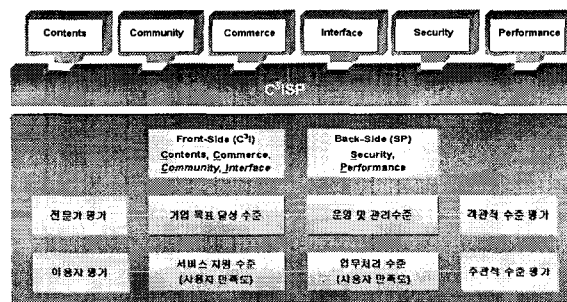 Contents Community Commerce Interface Security Performance
C³ISP
Front-Side (C³I) Back-Side (SP)
Contents, Commerce, Security,
Community, Interface Performance
전문가 평가 기업 목표 달성 수준 운영 및 관리수준 객관적 수준 평가
이용자 평가 서비스 지원 수준 업무처리 수준 주관적 수준 평가
(사용자 만족도) (사용자 만족도)